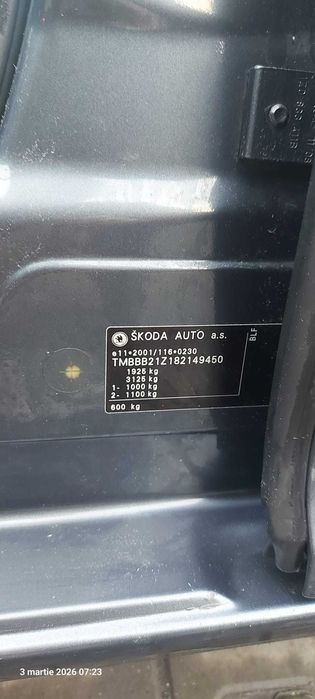 ŠKODA AUTO a.s.
e11*2001/116*0230
TMBBB21Z182149450
1925 kg
3125 kg
1- 1000 kg
2- 1100 kg
600 kg
BLF
3 martie 2026 07:23